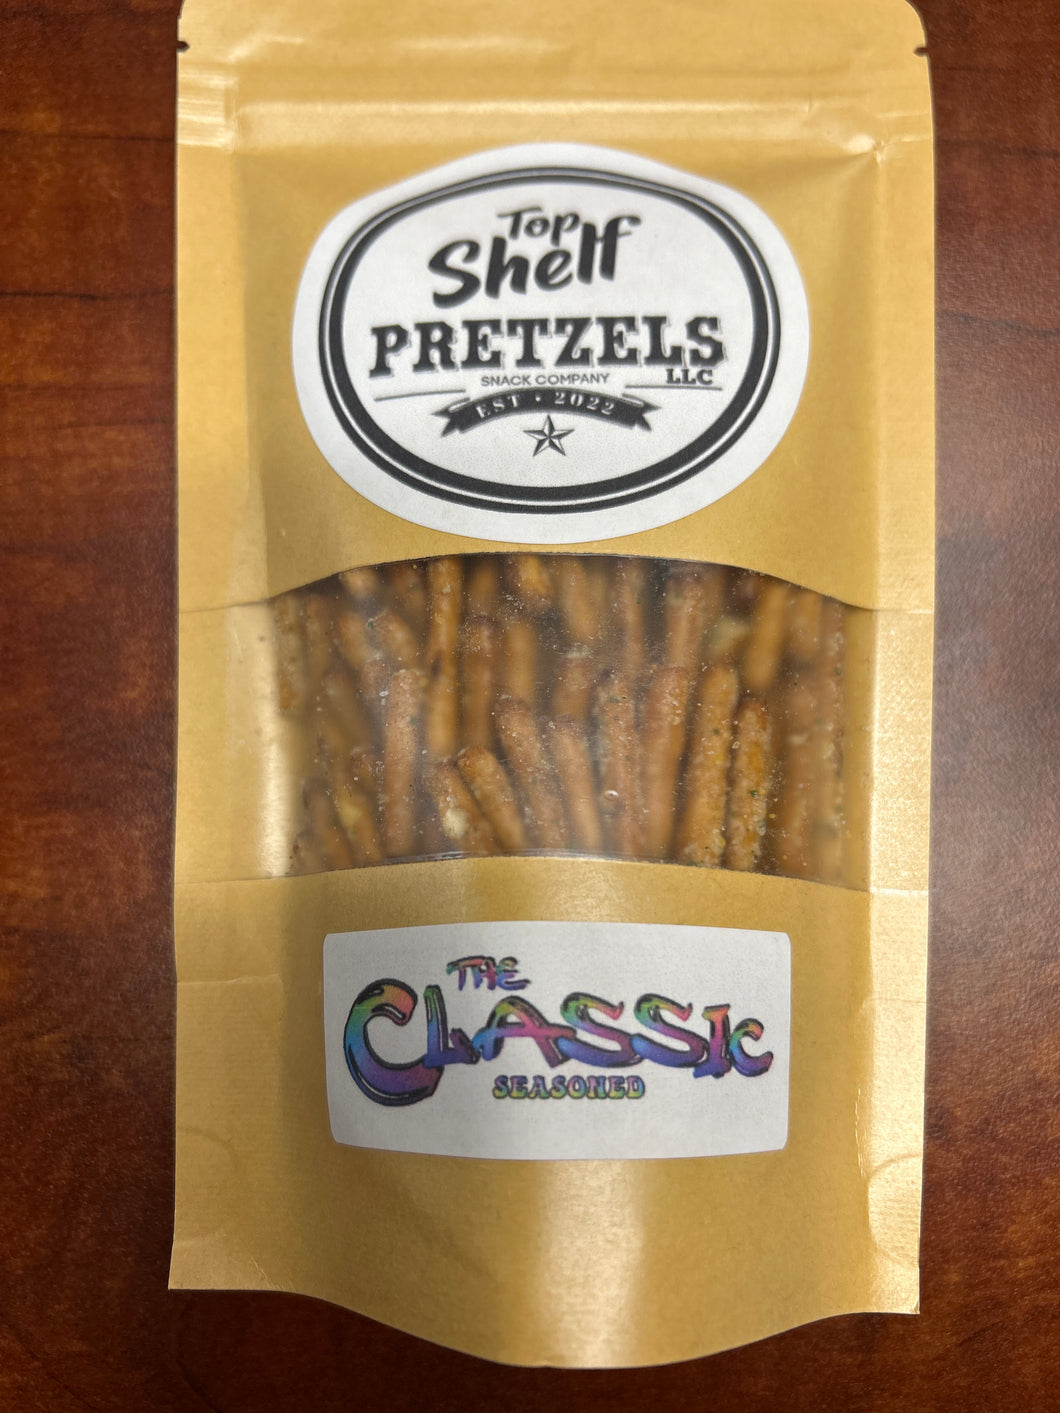 Top
Shelf
PRETZELS
SNACK COMPANY
LLC
EST • 2022
THE
CLASSIC
SEASONED